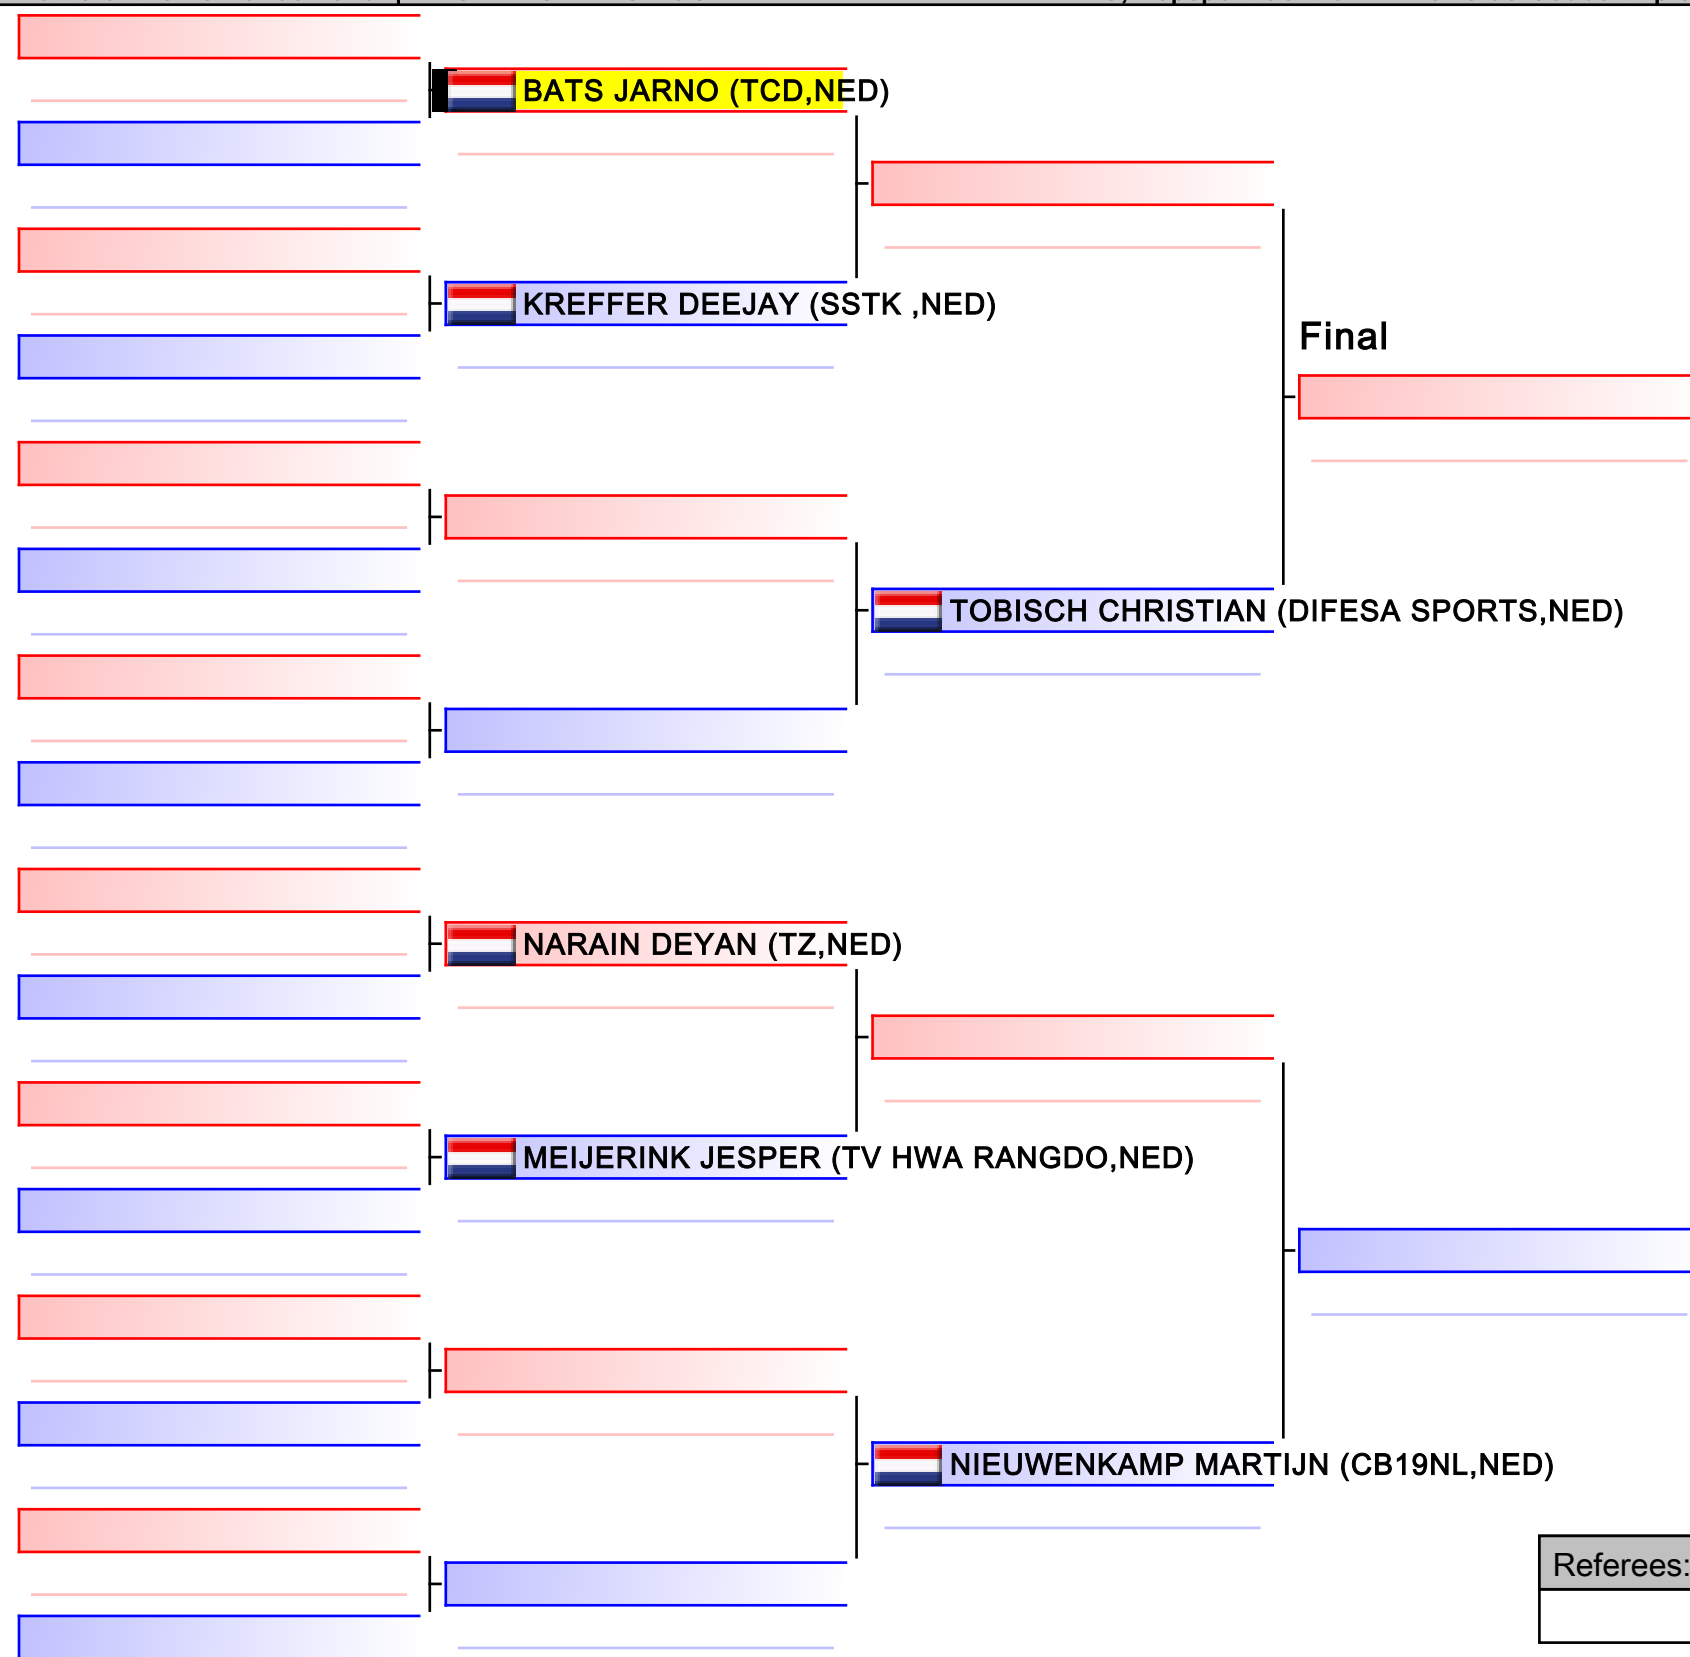 BATS JARNO (TCD,NED)
KREFFER DEEJAY (SSTK ,NED)
Final
TOBISCH CHRISTIAN (DIFESA SPORTS,NED)
NARAIN DEYAN (TZ,NED)
MEIJERINK JESPER (TV HWA RANGDO,NED)
NIEUWENKAMP MARTIJN (CB19NL,NED)
Referees: